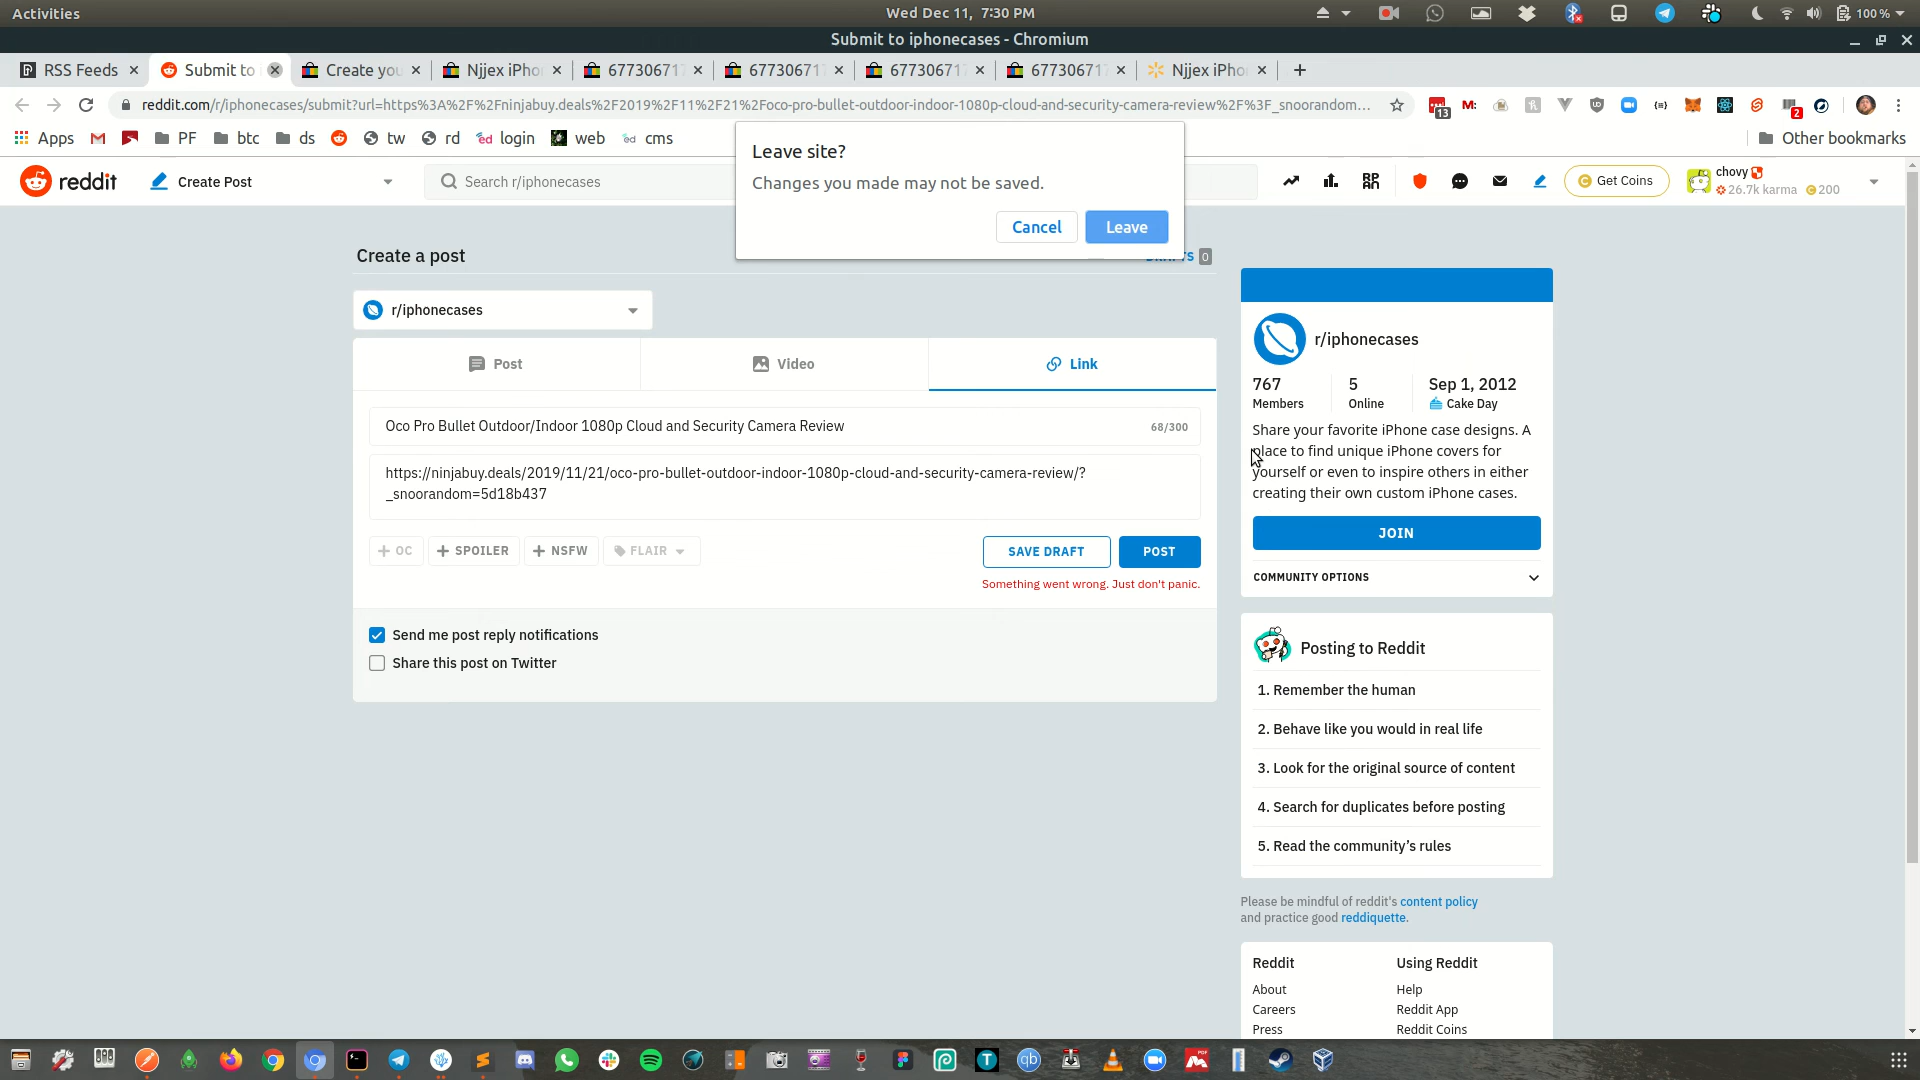 Activities
Wed Dec 11, 7:30 PM
100 %
Submit to iphonecases - Chromium
RSS Feeds
Submit to
Create you
Njjex iPho
677306717
677306717
677306717
677306717
Njjex iPho
reddit.com/r/iphonecases/submit?url=https%3A%2F%2Fninjabuy.deals%2F2019%2F11%2F21%2Foco-pro-bullet-outdoor-indoor-1080p-cloud-and-security-camera-review%2F%3F_snoorandom...
13
M:
2
Apps
PF
btc
ds
tw
rd
login
web
cms
Other bookmarks
Leave site?
Changes you made may not be saved.
Cancel
Leave
reddit
Create Post
Search r/iphonecases
Get Coins
chovy
26.7k karma
200
Create a post
0
r/iphonecases
Post
Video
Link
Oco Pro Bullet Outdoor/Indoor 1080p Cloud and Security Camera Review
68/300
https://ninjabuy.deals/2019/11/21/oco-pro-bullet-outdoor-indoor-1080p-cloud-and-security-camera-review/?
_snoorandom=5d18b437
OC
SPOILER
NSFW
FLAIR
SAVE DRAFT
POST
Something went wrong. Just don't panic.
Send me post reply notifications
Share this post on Twitter
r/iphonecases
767
Members
5
Online
Sep 1, 2012
Cake Day
Share your favorite iPhone case designs. A
place to find unique iPhone covers for
yourself or even to inspire others in either
creating their own custom iPhone cases.
JOIN
COMMUNITY OPTIONS
Posting to Reddit
1. Remember the human
2. Behave like you would in real life
3. Look for the original source of content
4. Search for duplicates before posting
5. Read the community's rules
Please be mindful of reddit's content policy
and practice good reddiquette.
Reddit
Using Reddit
About
Help
Careers
Reddit App
Press
Reddit Coins